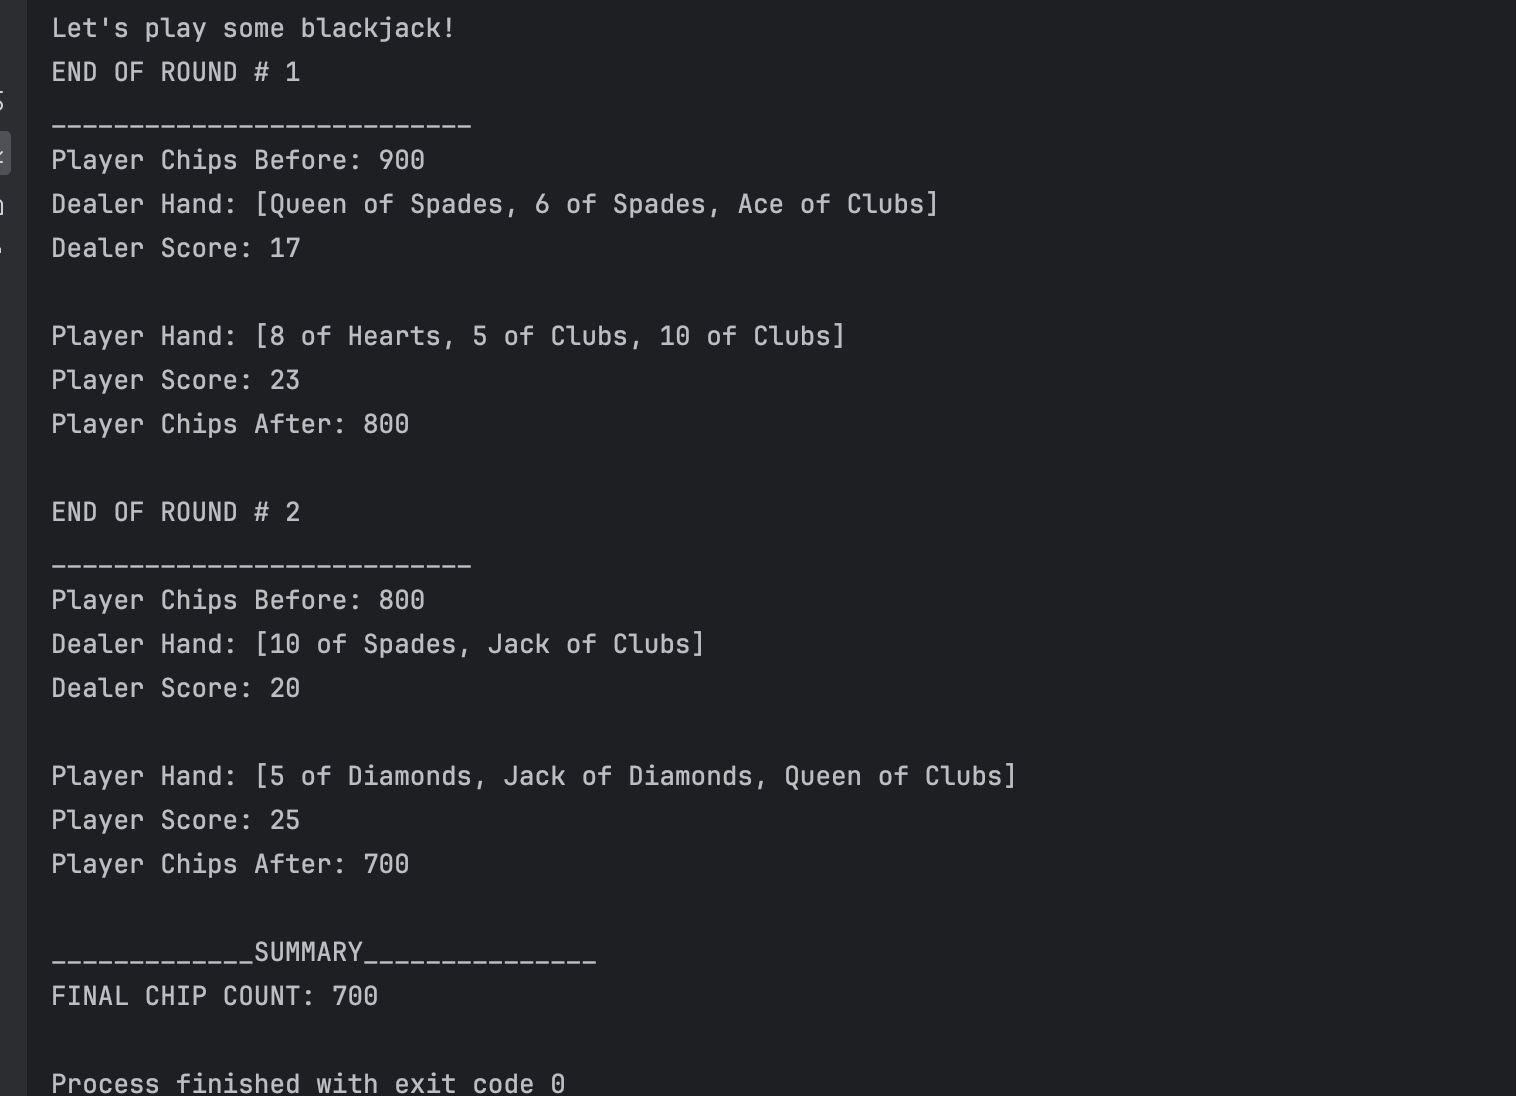 Let's play some blackjack!
END OF ROUND # 1
___________________________
Player Chips Before: 900
Dealer Hand: [Queen of Spades, 6 of Spades, Ace of Clubs]
Dealer Score: 17
Player Hand: [8 of Hearts, 5 of Clubs, 10 of Clubs]
Player Score: 23
Player Chips After: 800
END OF ROUND # 2
___________________________
Player Chips Before: 800
Dealer Hand: [10 of Spades, Jack of Clubs]
Dealer Score: 20
Player Hand: [5 of Diamonds, Jack of Diamonds, Queen of Clubs]
Player Score: 25
Player Chips After: 700
_____________SUMMARY_______________
FINAL CHIP COUNT: 700
Process finished with exit code 0